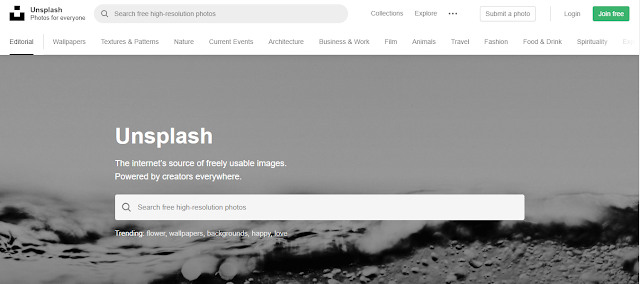 Unsplash
Photos for everyone
Search free high-resolution photos
Collections Explore ••• Submit a photo Login Join free
Editorial Wallpapers Textures & Patterns Nature Current Events Architecture Business & Work Film Animals Travel Fashion Food & Drink Spirituality
Unsplash
The internet's source of freely usable images.
Powered by creators everywhere.
Search free high-resolution photos
Trending: flower, wallpapers, backgrounds, happy, love